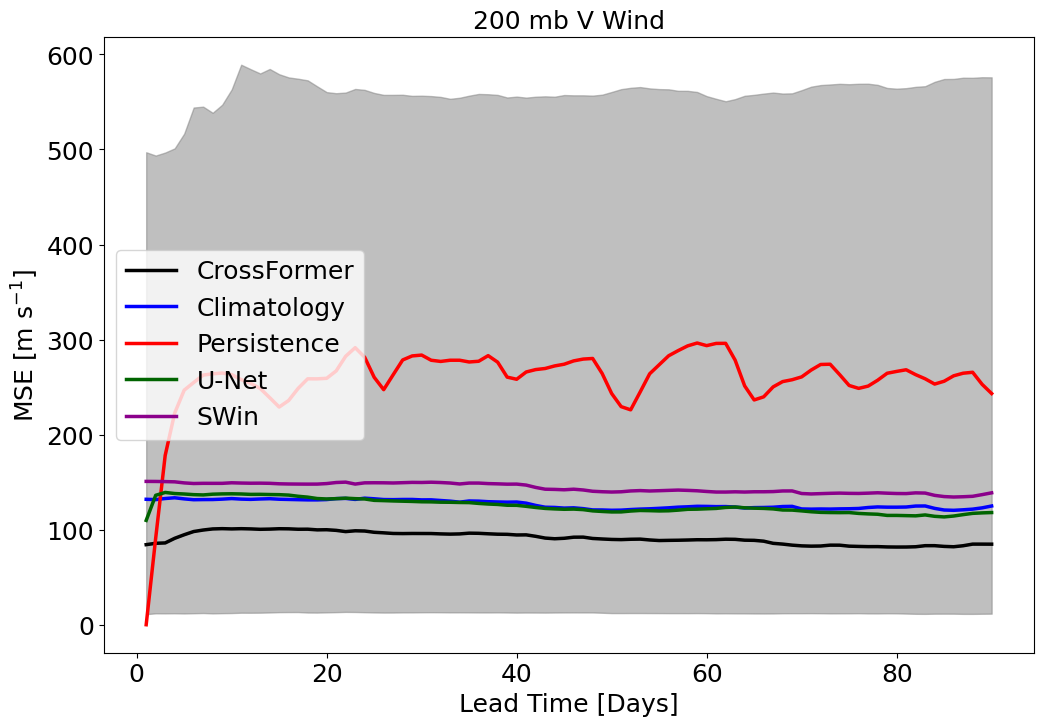 200 mb V Wind
600
500
400
300
200
100
0
MSE [m s⁻¹]
CrossFormer
Climatology
Persistence
U-Net
SWin
0 20 40 60 80
Lead Time [Days]